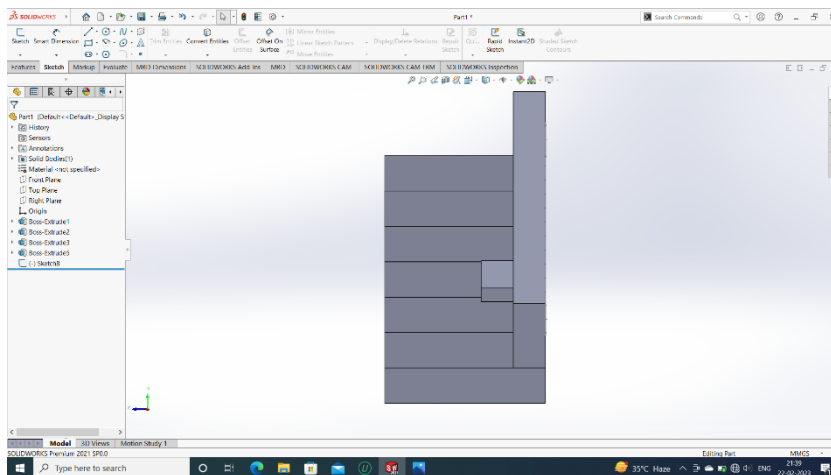 SOLIDWORKS
Part1 *
Search Commands
Sketch Smart Dimension
Trim Entities Convert Entities Offset Entities Offset On Surface
Mirror Entities
Linear Sketch Pattern
Move Entities
Display/Delete Relations
Repair Sketch
Rapid Sketch
Instant2D
Shaded Sketch Contours
Features Sketch Markup Evaluate MBD Dimensions SOLIDWORKS Add-Ins MBD SOLIDWORKS CAM SOLIDWORKS CAM TBM SOLIDWORKS Inspection
Part1 (Default<<Default>_Display S
History
Sensors
Annotations
Solid Bodies(1)
Material <not specified>
Front Plane
Top Plane
Right Plane
Origin
Boss-Extrude1
Boss-Extrude2
Boss-Extrude3
Boss-Extrude5
(-) Sketch8
Model 3D Views Motion Study 1
SOLIDWORKS Premium 2021 SP0.0
Editing Part
MMGS
Type here to search
35°C Haze
ENG
21:39
22-02-2023